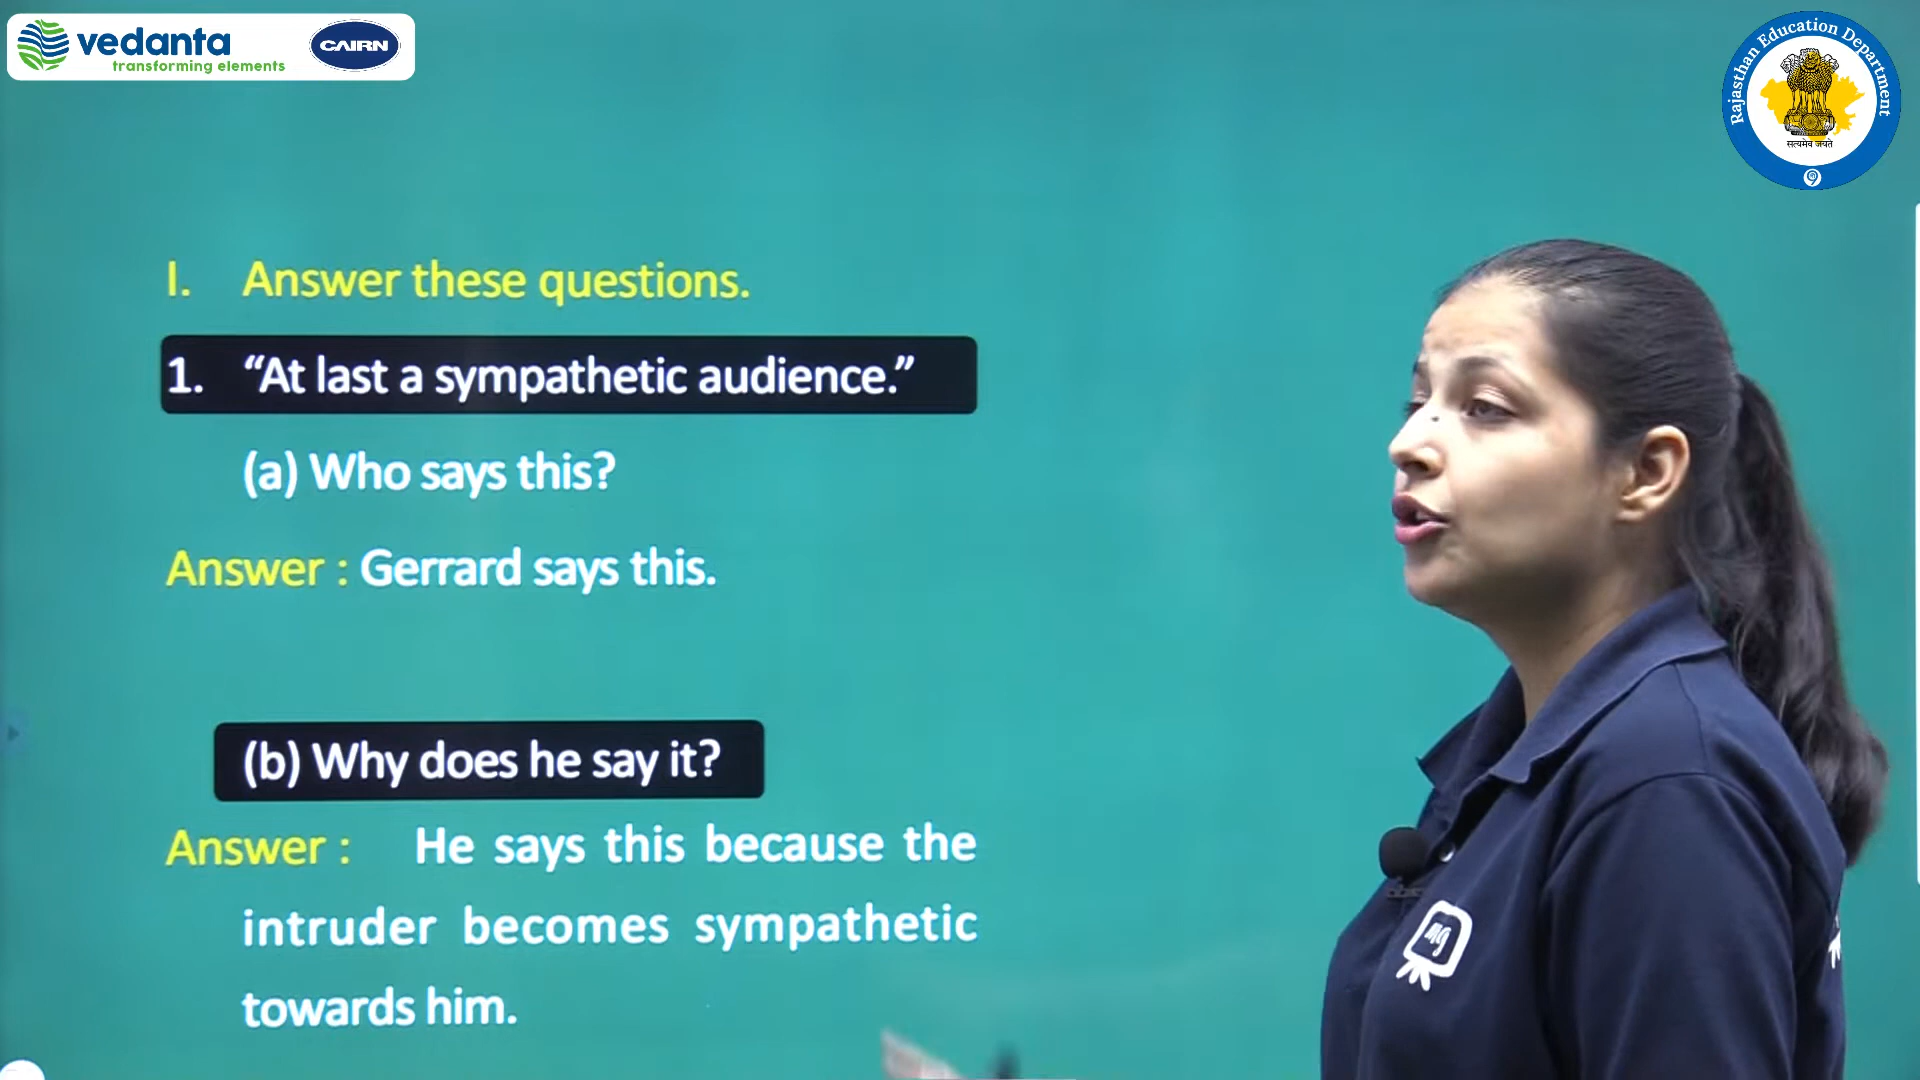 vedanta
transforming elements
CAIRN
Rajasthan Education Department
सत्यमेव जयते
I. Answer these questions.
1. “At last a sympathetic audience.”
(a) Who says this?
Answer : Gerrard says this.
(b) Why does he say it?
Answer : He says this because the
intruder becomes sympathetic
towards him.